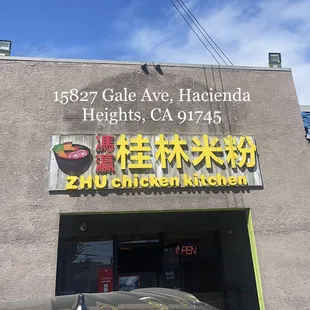 15827 Gale Ave, Hacienda
Heights, CA 91745
桂林米粉
ZHU chicken kitchen
OPEN